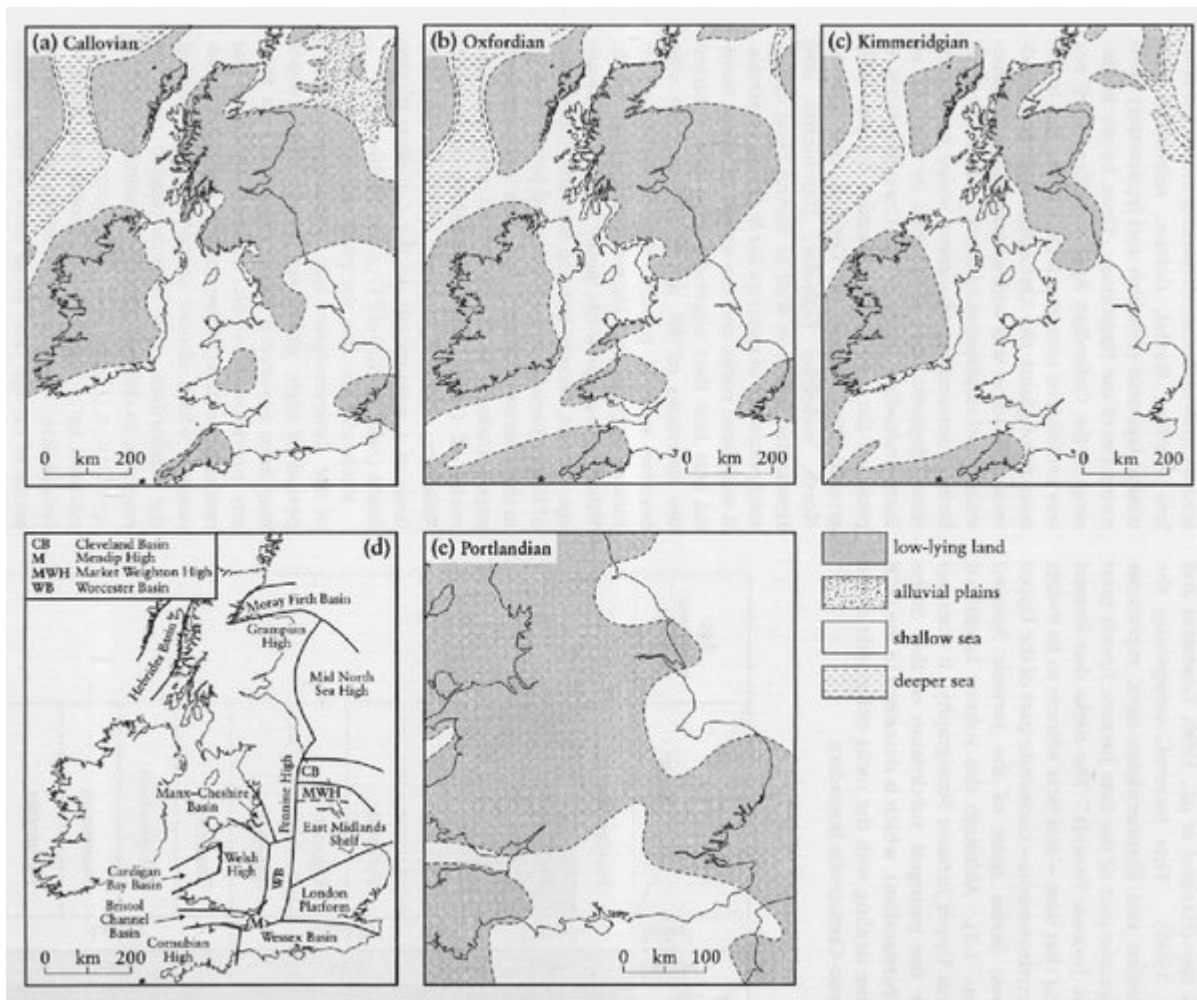 (a) Callovian
0 km 200
(b) Oxfordian
0 km 200
(c) Kimmeridgian
0 km 200
CB Cleveland Basin
M Mendip High
MWH Market Weighton High
WB Worcester Basin
(d)
Moray Firth Basin
Grampian
High
Hebrides Basin
Mid North
Sea High
Pennine High
CB
MWH
Manx–Cheshire
Basin
East Midlands
Shelf
Welsh
High
Cardigan
Bay Basin
WB
London
Platform
Bristol
Channel
Basin
M
Wessex Basin
Cornubian
High
0 km 200
(e) Portlandian
0 km 100
low-lying land
alluvial plains
shallow sea
deeper sea